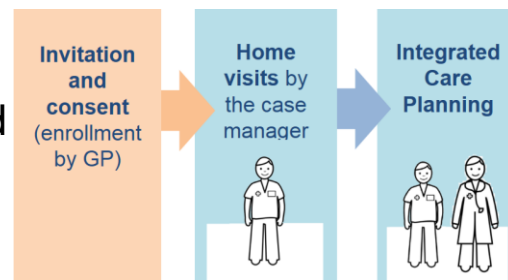 Invitation
and
consent
(enrollment
by GP)
Home
visits by
the case
manager
Integrated
Care
Planning